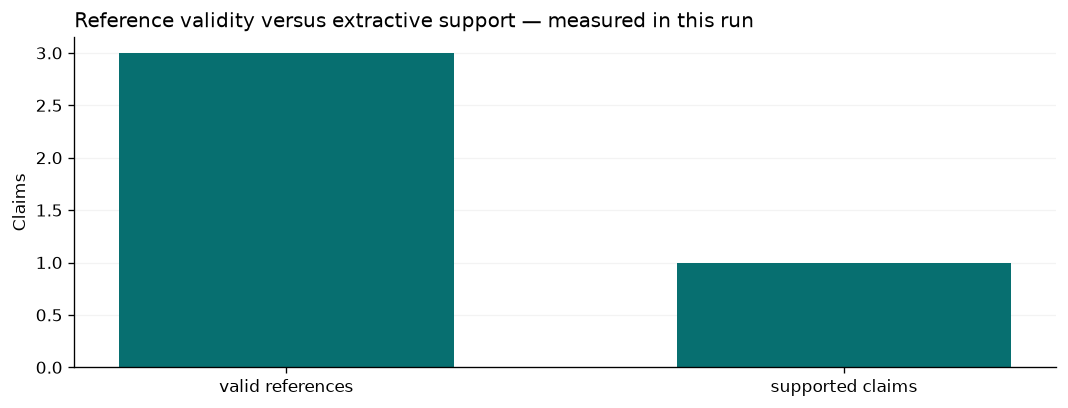 Reference validity versus extractive support — measured in this run
Claims
3.0
2.5
2.0
1.5
1.0
0.5
0.0
valid references
supported claims